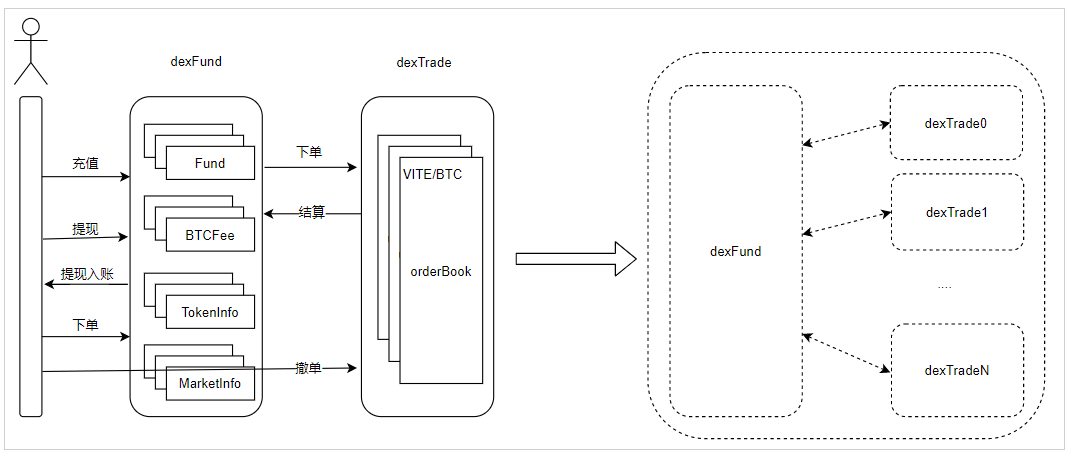 dexFund
dexTrade
充值
提现
提现入账
下单
Fund
BTCFee
TokenInfo
MarketInfo
下单
结算
撤单
VITE/BTC
orderBook
dexFund
dexTrade0
dexTrade1
....
dexTradeN